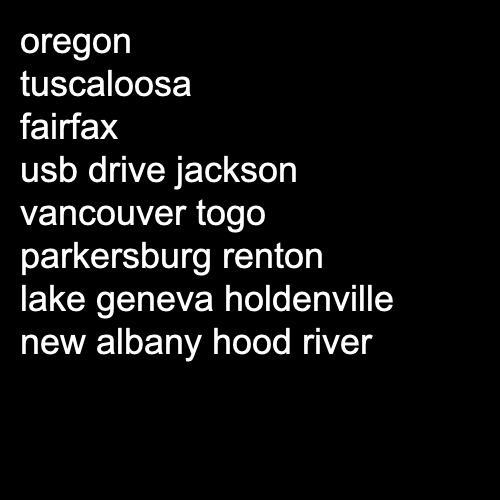 oregon
tuscaloosa
fairfax
usb drive jackson
vancouver togo
parkersburg renton
lake geneva holdenville
new albany hood river